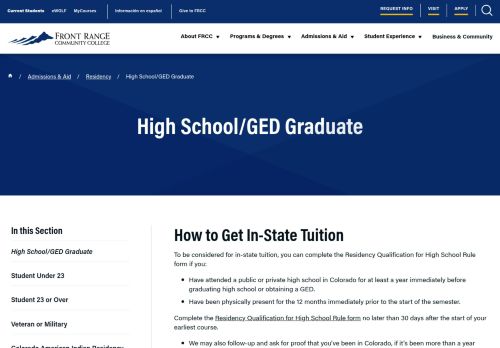 Current Students eWOLF MyCourses Información en español Give to FRCC REQUEST INFO VISIT APPLY
FRONT RANGE
COMMUNITY COLLEGE
About FRCC Programs & Degrees Admissions & Aid Student Experience Business & Community
/ Admissions & Aid / Residency / High School/GED Graduate
High School/GED Graduate
In this Section
High School/GED Graduate
Student Under 23
Student 23 or Over
Veteran or Military
Colorado American Indian Residency
How to Get In-State Tuition
To be considered for in-state tuition, you can complete the Residency Qualification for High School Rule
form if you:
• Have attended a public or private high school in Colorado for at least a year immediately before
graduating high school or obtaining a GED.
• Have been physically present for the 12 months immediately prior to the start of the semester.
Complete the Residency Qualification for High School Rule form no later than 30 days after the start of your
earliest course.
• We may also follow-up and ask for proof that you've been in Colorado, if it's been more than a year